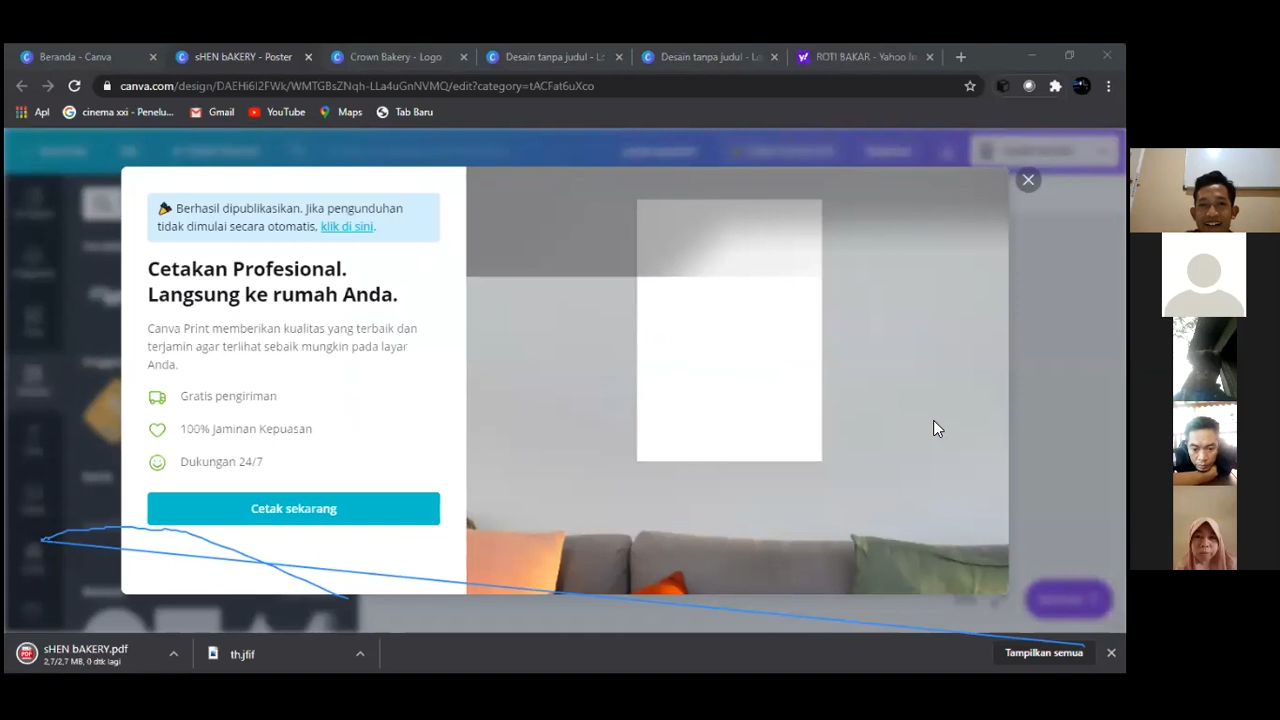 Beranda - Canva
sHEN bAKERY - Poster
Crown Bakery - Logo
Desain tanpa judul - Lo
Desain tanpa judul - Lo
ROTI BAKAR - Yahoo Im
canva.com/design/DAEHi6l2FWk/WMTGBsZNqh-LLa4uGnNVMQ/edit?category=tACFat6uXco
Apl
cinema xxi - Penelu...
Gmail
YouTube
Maps
Tab Baru
Berhasil dipublikasikan. Jika pengunduhan
tidak dimulai secara otomatis, klik di sini.
Cetakan Profesional.
Langsung ke rumah Anda.
Canva Print memberikan kualitas yang terbaik dan
terjamin agar terlihat sebaik mungkin pada layar
Anda.
Gratis pengiriman
100% Jaminan Kepuasan
Dukungan 24/7
Cetak sekarang
sHEN bAKERY.pdf
2,7/2,7 MB, 0 dtk lagi
th.jfif
Tampilkan semua